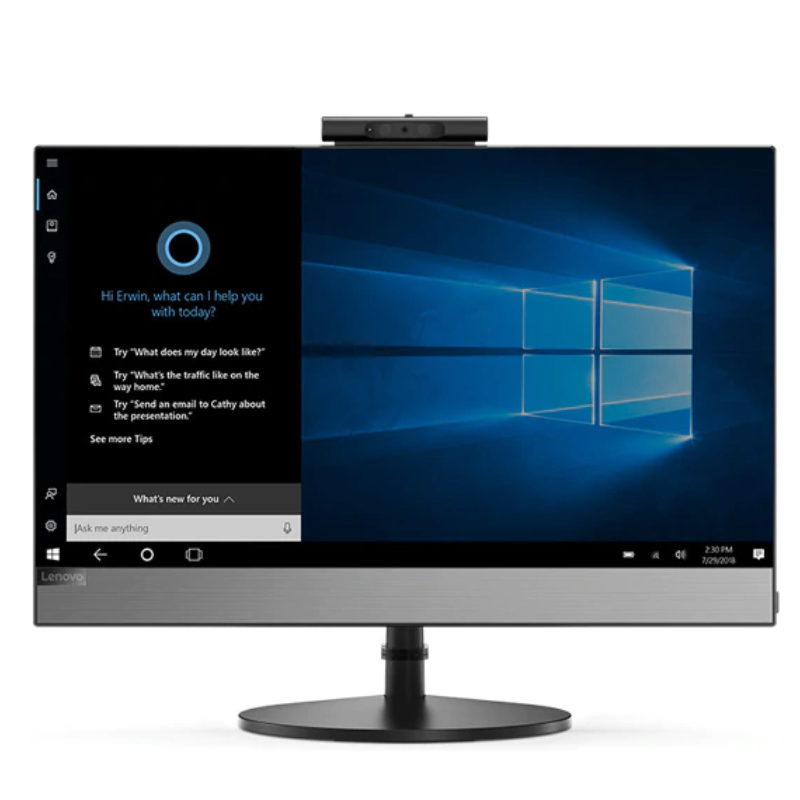 Hi Erwin, what can I help you
with today?
Try "What does my day look like?"
Try "What's the traffic like on the
way home."
Try "Send an email to Cathy about
the presentation."
See more Tips
What's new for you
Ask me anything
2:30 PM
7/29/2018
Lenovo